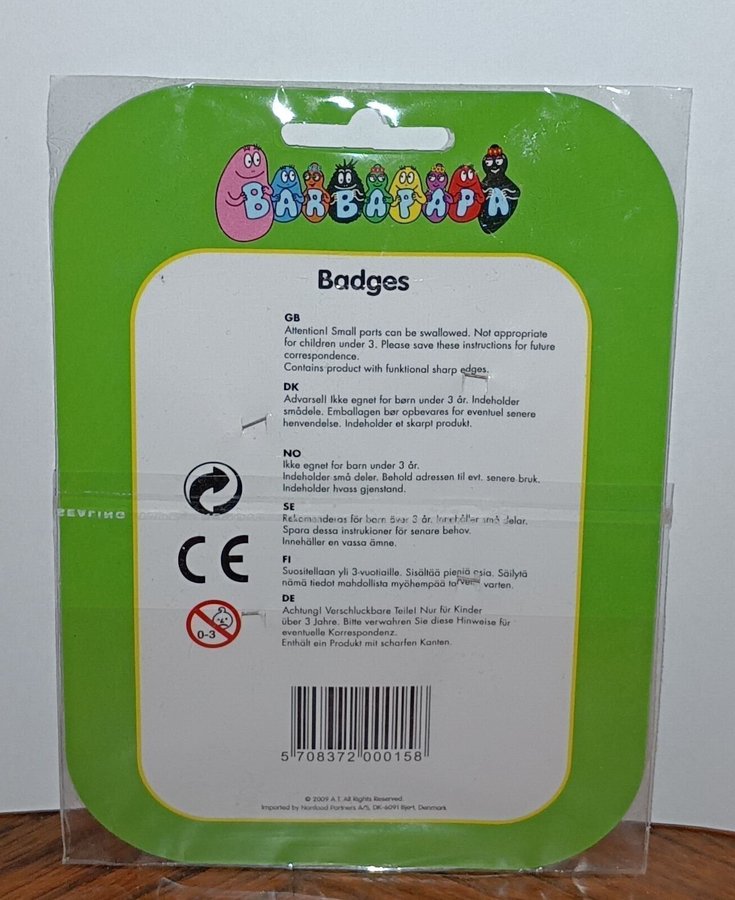 BARBAPAPA
Badges
GB
Attention! Small parts can be swallowed. Not appropriate
for children under 3. Please save these instructions for future
correspondence.
Contains product with funktional sharp edges.
DK
Advarsel! Ikke egnet for børn under 3 år. Indeholder
smådele. Emballagen bør opbevares for eventuel senere
henvendelse. Indeholder et skarpt produkt.
NO
Ikke egnet for barn under 3 år.
Indeholder små deler. Behold adressen til evt. senere bruk.
Indeholder hvass gjenstand.
SEALING
SE
Rekomenderas för barn över 3 år. Innehåller små delar.
Spara dessa instrukioner för senare behov.
Innehåller en vassa ämne.
CE
FI
Suositellaan yli 3-vuotiaille. Sisältää pieniä osia. Säilytä
nämä tiedot mahdollista myöhempää tarvetta varten.
0-3
DE
Achtung! Verschluckbare Teile! Nur für Kinder
über 3 Jahre. Bitte verwahren Sie diese Hinweise für
eventuelle Korrespondenz.
Enthält ein Produkt mit scharfen Kanten.
5 708372 000158
© 2009 A.T. All Rights Reserved.
Imported by Nonfood Partners A/S, DK-6091 Bjert, Denmark